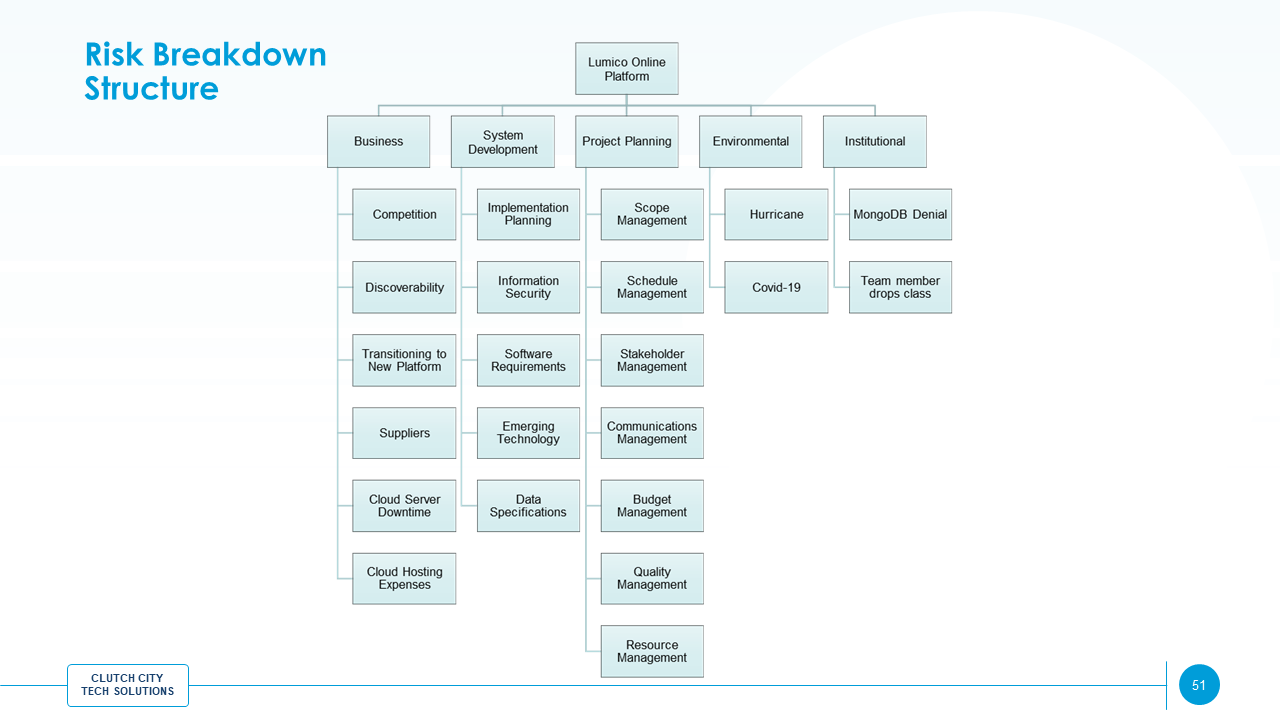 Risk Breakdown
Structure
Lumico Online
Platform
Business
System
Development
Project Planning
Environmental
Institutional
Competition
Discoverability
Transitioning to
New Platform
Suppliers
Cloud Server
Downtime
Cloud Hosting
Expenses
Implementation
Planning
Information
Security
Software
Requirements
Emerging
Technology
Data
Specifications
Scope
Management
Schedule
Management
Stakeholder
Management
Communications
Management
Budget
Management
Quality
Management
Resource
Management
Hurricane
Covid-19
MongoDB Denial
Team member
drops class
CLUTCH CITY
TECH SOLUTIONS
51